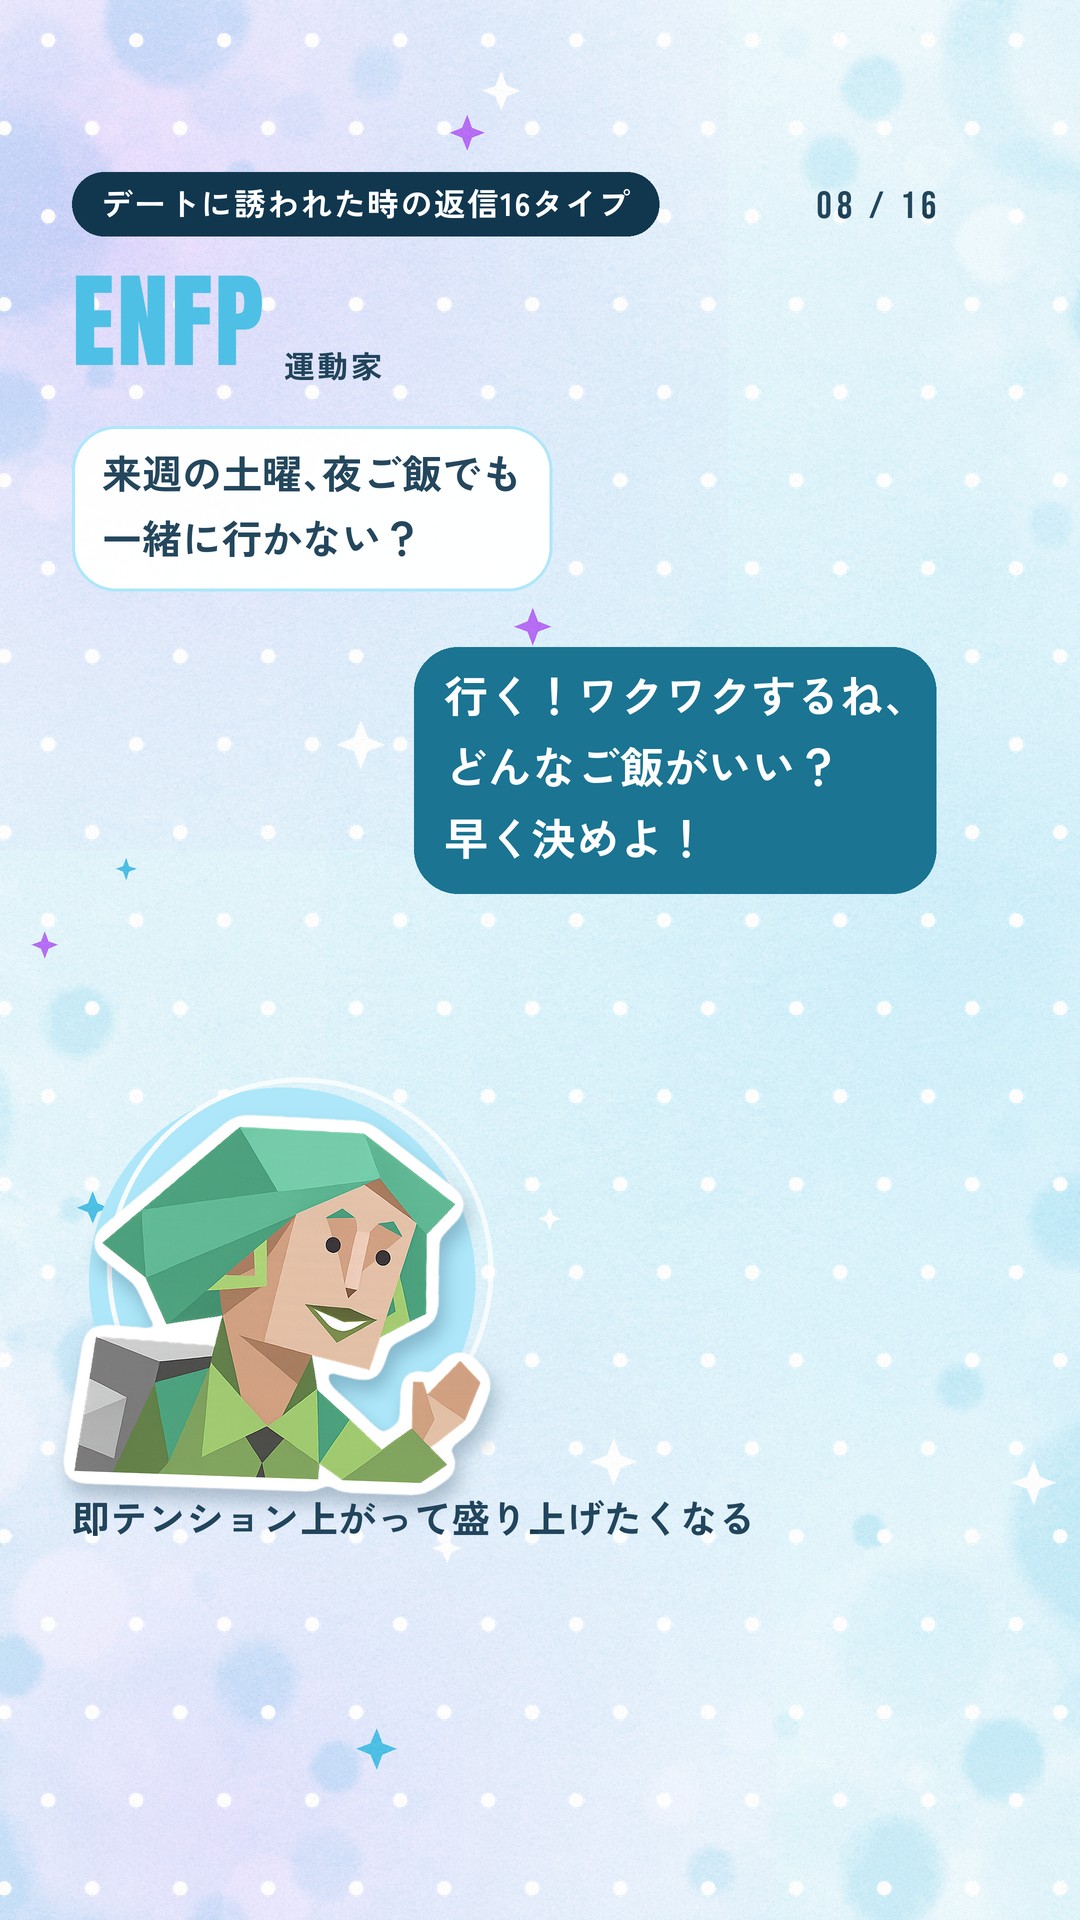 デートに誘われた時の返信16タイプ
08 / 16
ENFP
運動家
来週の土曜、夜ご飯でも
一緒に行かない？
行く！ワクワクするね、
どんなご飯がいい？
早く決めよ！
即テンション上がって盛り上げたくなる